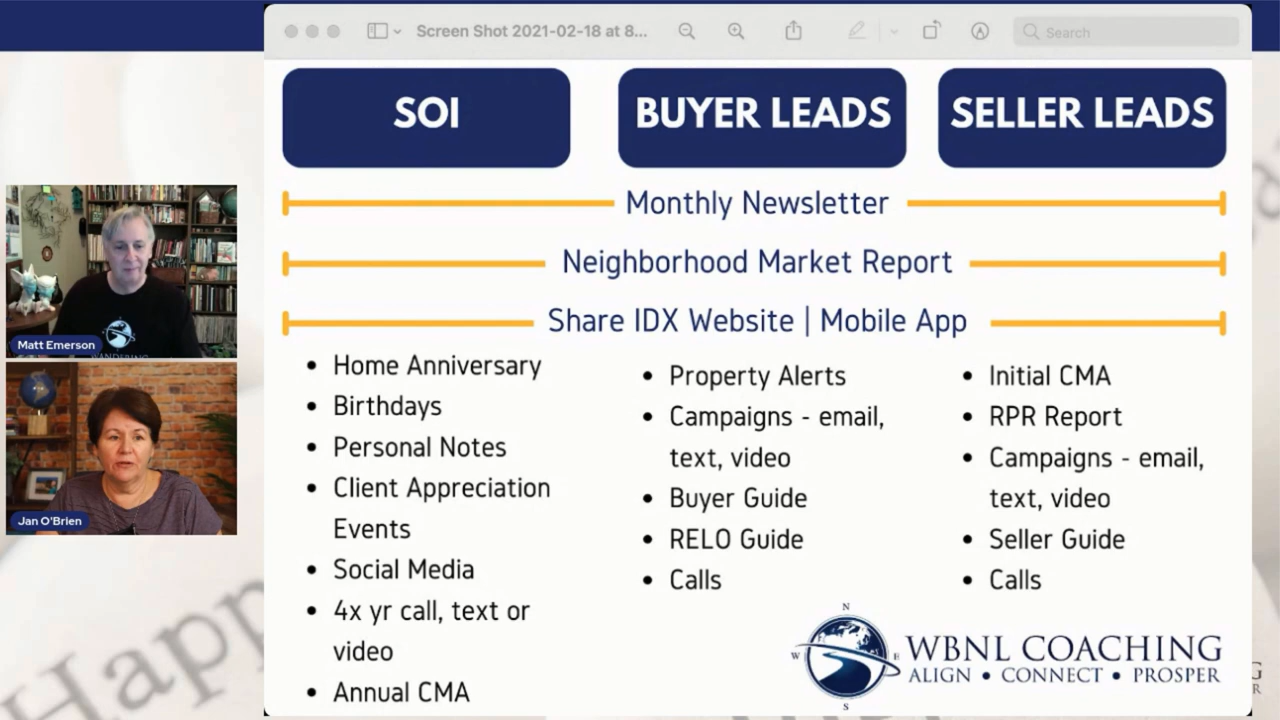 Screen Shot 2021-02-18 at 8...
Search
SOI
BUYER LEADS
SELLER LEADS
Monthly Newsletter
Neighborhood Market Report
Share IDX Website | Mobile App
• Home Anniversary
• Birthdays
• Personal Notes
• Client Appreciation
Events
• Social Media
• 4x yr call, text or
video
• Annual CMA
• Property Alerts
• Campaigns - email,
text, video
• Buyer Guide
• RELO Guide
• Calls
• Initial CMA
• RPR Report
• Campaigns - email,
text, video
• Seller Guide
• Calls
N
W E
S
WBNL COACHING
ALIGN • CONNECT • PROSPER
Matt Emerson
WANDERING
Jan O'Brien
Happ